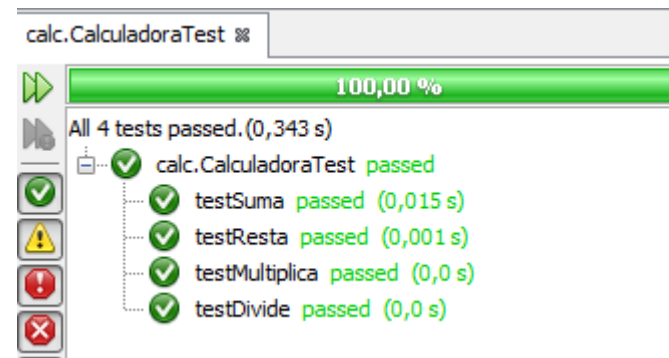 calc.CalculadoraTest
100,00 %
All 4 tests passed.(0,343 s)
calc.CalculadoraTest passed
testSuma passed (0,015 s)
testResta passed (0,001 s)
testMultiplica passed (0,0 s)
testDivide passed (0,0 s)